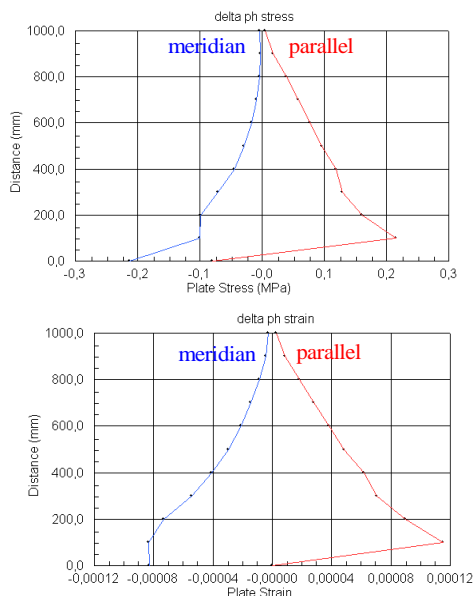 delta ph stress
1000,0
meridian parallel
800,0
600,0
400,0
200,0
0,0
Distance (mm)
-0,3 -0,2 -0,1 -0,0 0,1 0,2 0,3
Plate Stress (MPa)
delta ph strain
1000,0
meridian parallel
800,0
600,0
400,0
200,0
0,0
Distance (mm)
-0,00012 -0,00008 -0,00004 0,00000 0,00004 0,00008 0,00012
Plate Strain